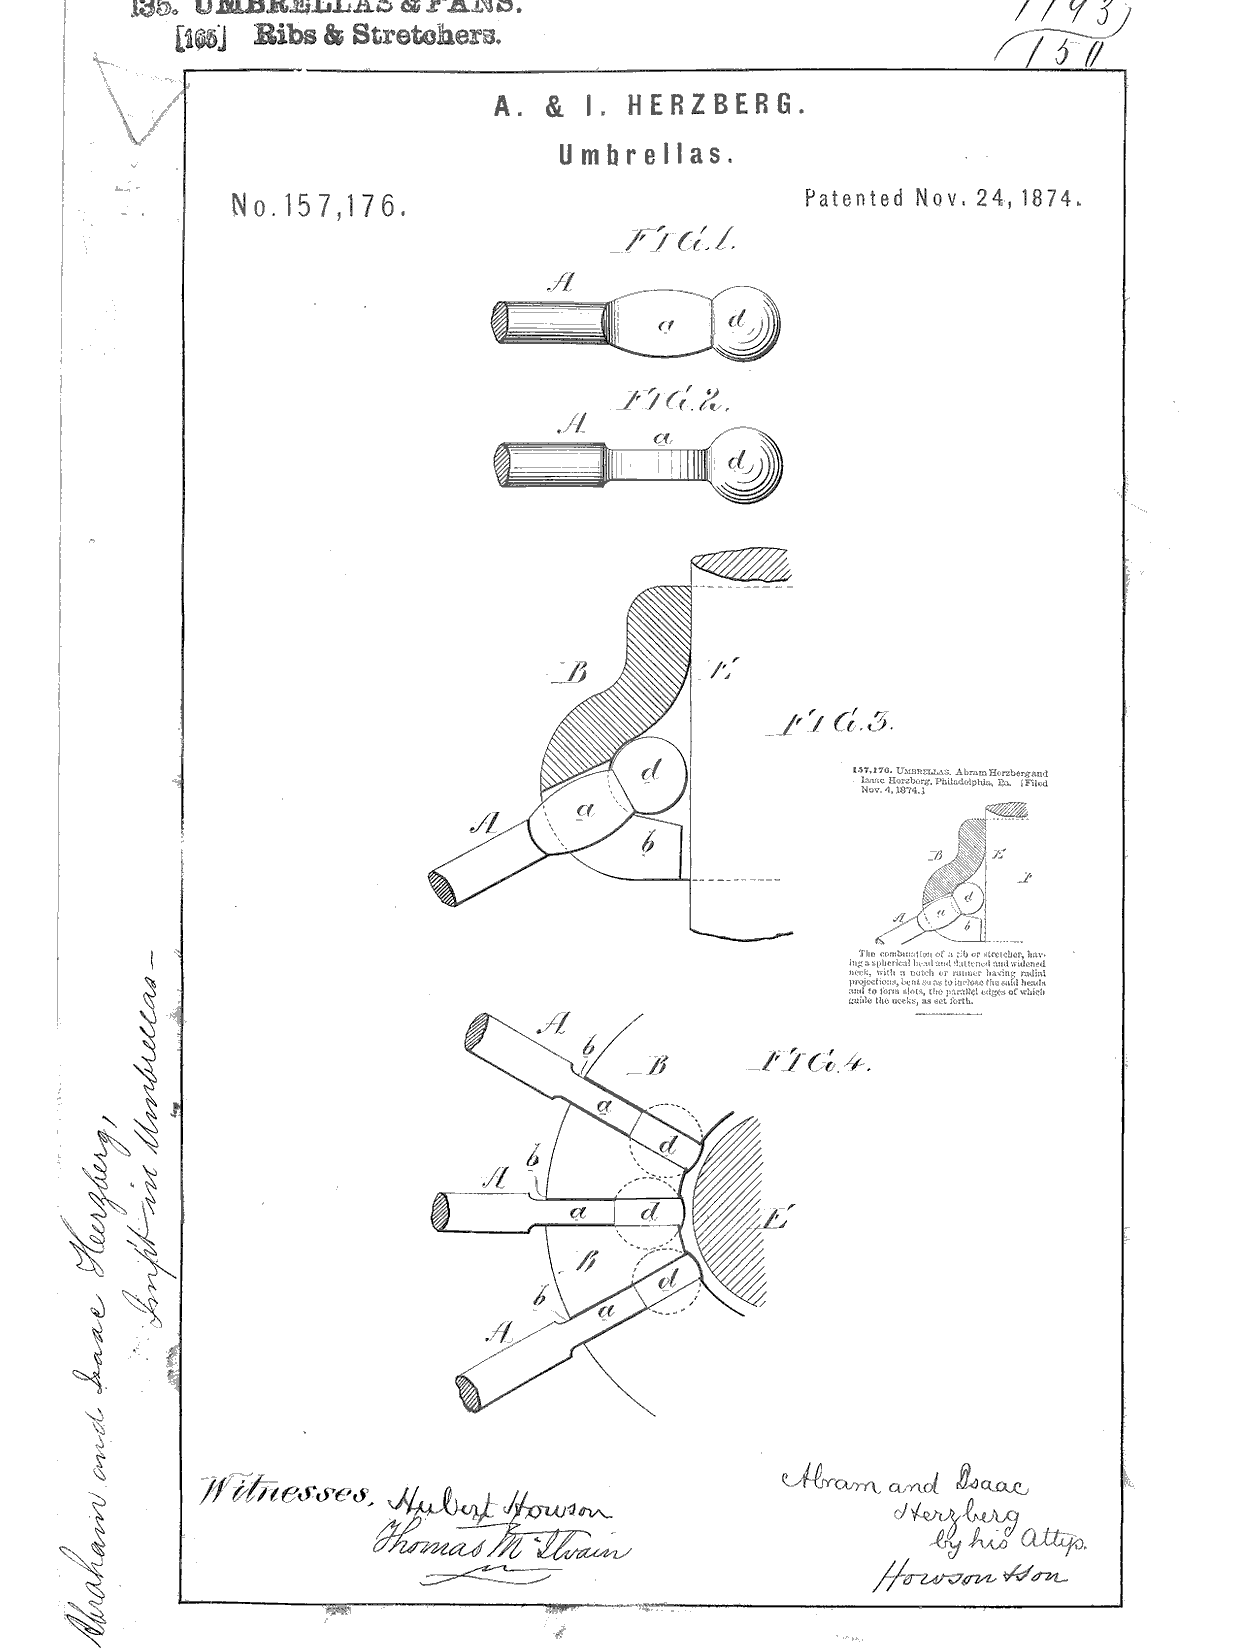 135. UMBRELLAS & FANS.
[165] Ribs & Stretchers.
1193
150
A. & I. HERZBERG.
Umbrellas.
No. 157,176.
Patented Nov. 24, 1874.
FIG.1.
A
a
d
FIG.2.
A
a
d
B
E
FIG.3.
d
a
A
b
157,176. UMBRELLAS. Abram Herzberg and
Isaac Herzberg, Philadelphia, Pa. [Filed
Nov. 4, 1874.]
B
E
A
a
d
b
The combination of a rib or stretcher, hav-
ing a spherical head and flattened and widened
neck, with a notch or runner having radial
projections, bent so as to inclose the said heads
and to form slots, the parallel edges of which
guide the necks, as set forth.
A
b
B
FIG.4.
a
d
b
A
a
d
E
B
d
b
a
A
Witnesses, Hubert Howson
Thomas McIlvain
Abram and Isaac
Herzberg
by his Attys.
Howson & Son
Abraham and Isaac Herzberg,
Impt in Umbrellas—